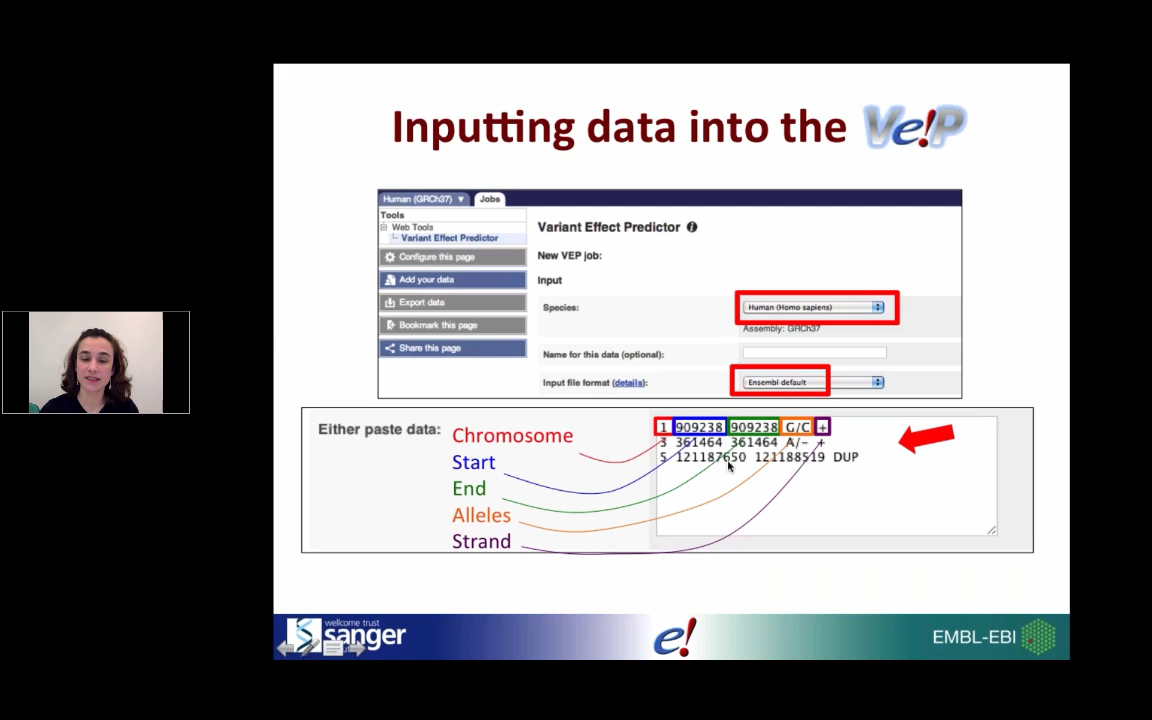 Inputting data into the Ve!P
Human (GRCh37) ▼ Jobs
Tools
Web Tools
Variant Effect Predictor
Configure this page
Add your data
Export data
Bookmark this page
Share this page
Variant Effect Predictor i
New VEP job:
Input
Species: Human (Homo sapiens)
Assembly: GRCh37
Name for this data (optional):
Input file format (details): Ensembl default
Either paste data:
Chromosome
Start
End
Alleles
Strand
1 909238 909238 G/C +
3 361464 361464 A/- +
5 121187650 121188519 DUP
wellcome trust
sanger
e!
EMBL-EBI